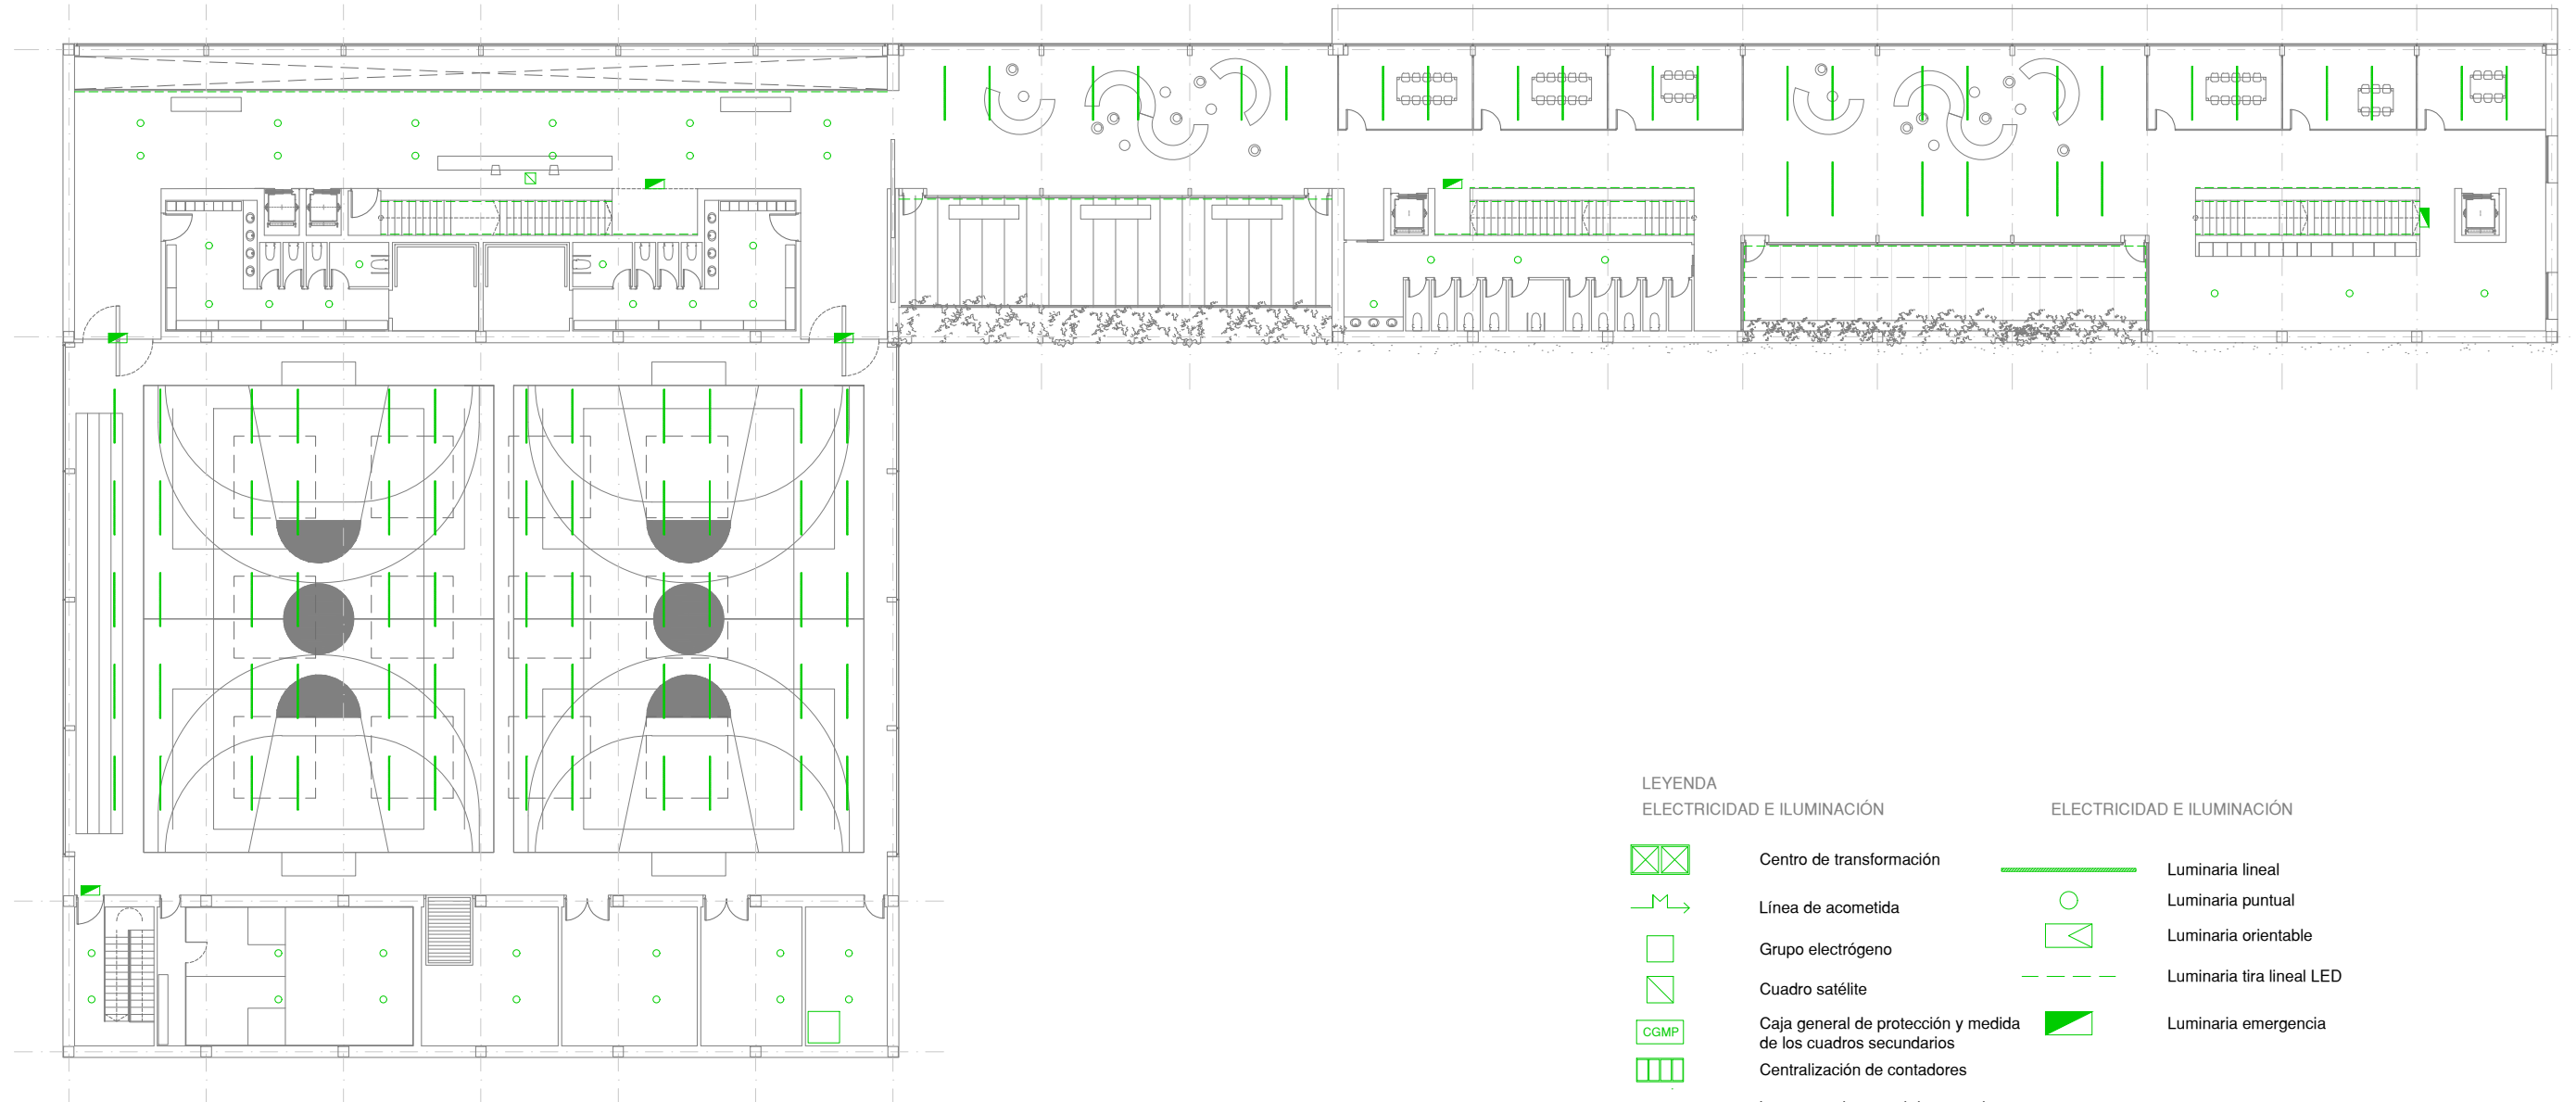 LEYENDA
ELECTRICIDAD E ILUMINACIÓN
Centro de transformación
Línea de acometida
Grupo electrógeno
Cuadro satélite
CGMP
Caja general de protección y medida
de los cuadros secundarios
Centralización de contadores
ELECTRICIDAD E ILUMINACIÓN
Luminaria lineal
Luminaria puntual
Luminaria orientable
Luminaria tira lineal LED
Luminaria emergencia